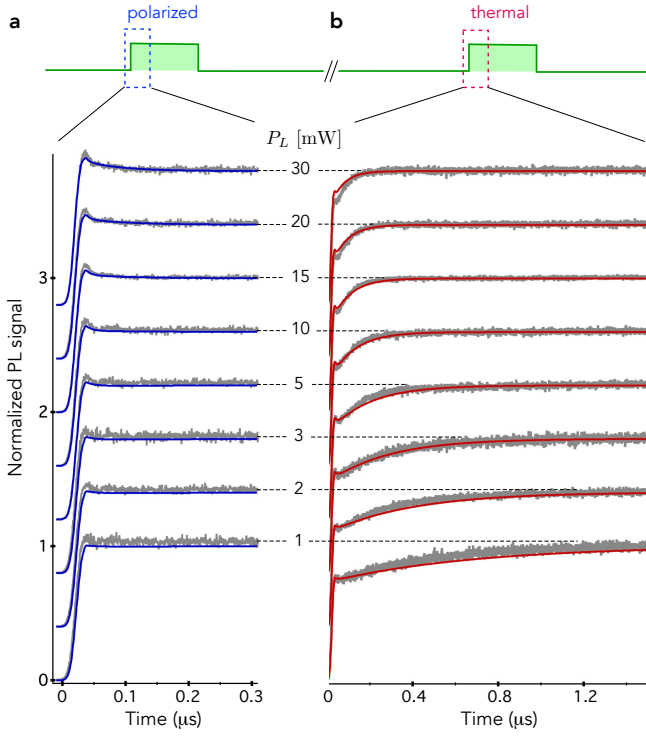 a
polarized
b
thermal
P_L [mW]
30
20
15
10
5
3
2
1
Normalized PL signal
3
2
1
0
0
0.1
0.2
0.3
Time (μs)
0.4
0.8
1.2
Time (μs)